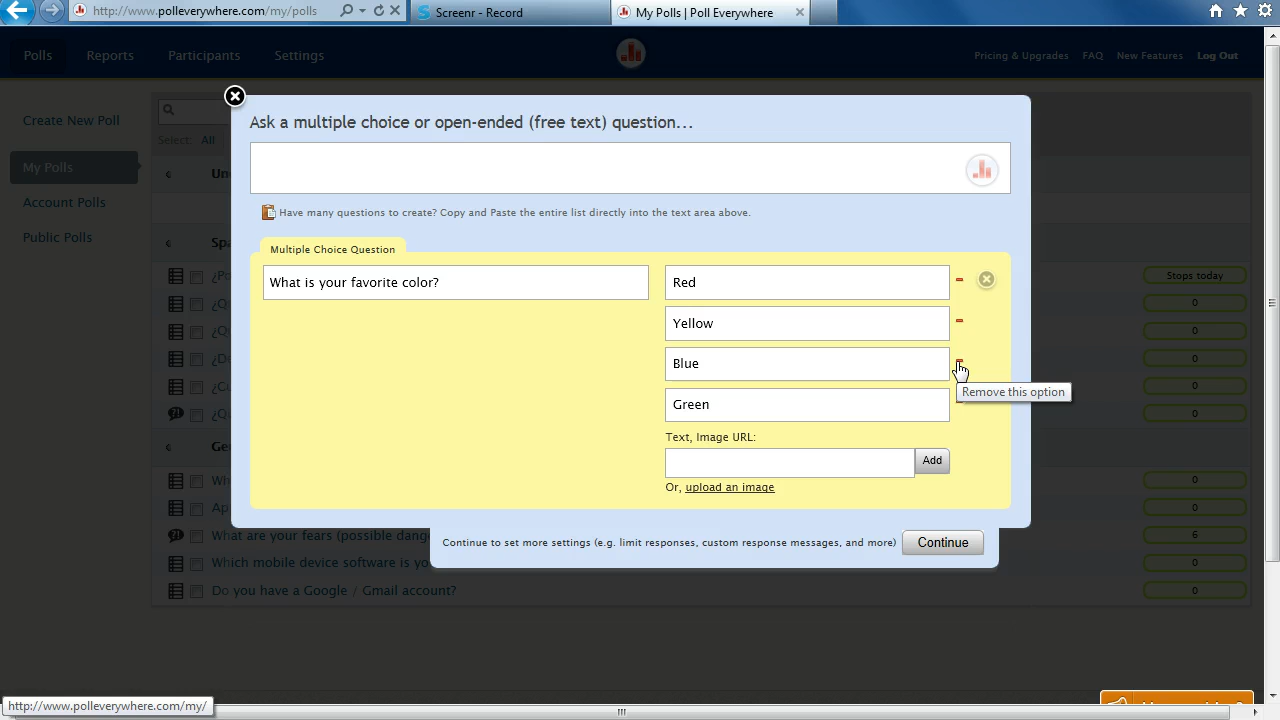 http://www.polleverywhere.com/my/polls
Screenr - Record
My Polls | Poll Everywhere
Polls
Reports
Participants
Settings
Pricing & Upgrades
FAQ
New Features
Log Out
Create New Poll
My Polls
Account Polls
Public Polls
Select: All
Ask a multiple choice or open-ended (free text) question...
Have many questions to create? Copy and Paste the entire list directly into the text area above.
Multiple Choice Question
What is your favorite color?
Red
Yellow
Blue
Green
Remove this option
Text, Image URL:
Add
Or, upload an image
Continue to set more settings (e.g. limit responses, custom response messages, and more)
Continue
Stops today
0
0
0
0
0
0
0
What are your fears (possible dang
6
Which mobile device software is yo
0
Do you have a Google / Gmail account?
0
http://www.polleverywhere.com/my/